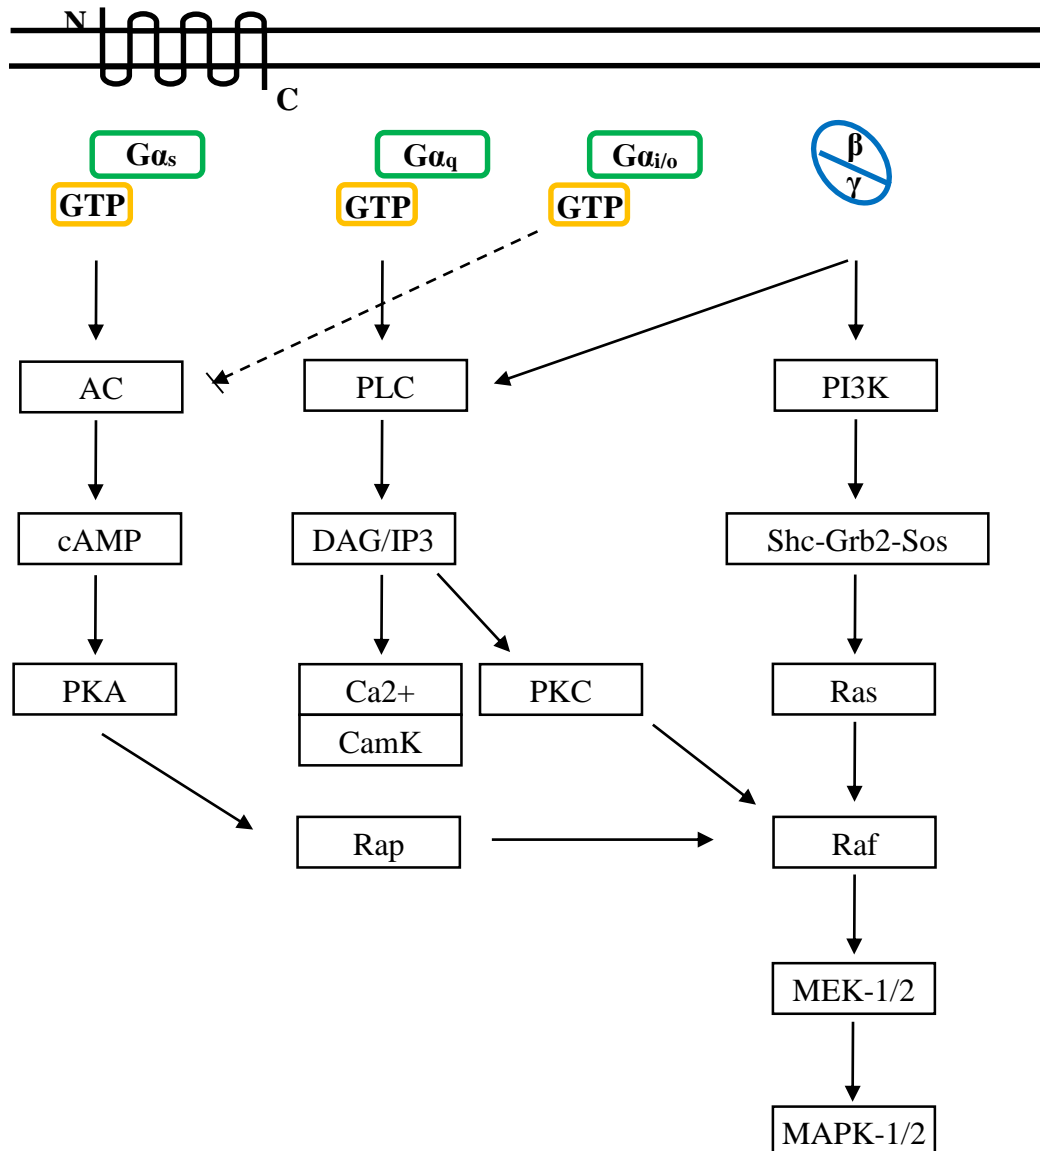 N
C
Gαs
Gαq
Gαi/o
β
γ
GTP
GTP
GTP
AC
PLC
PI3K
cAMP
DAG/IP3
Shc-Grb2-Sos
PKA
Ca2+
PKC
Ras
CamK
Rap
Raf
MEK-1/2
MAPK-1/2